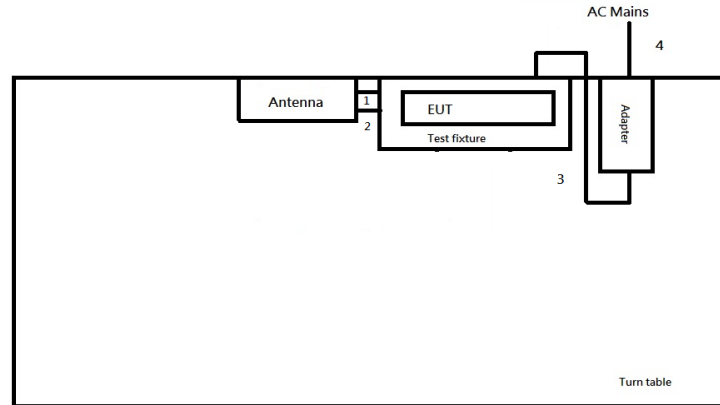 AC Mains
4
Antenna
1
EUT
Adapter
2
Test fixture
3
Turn table